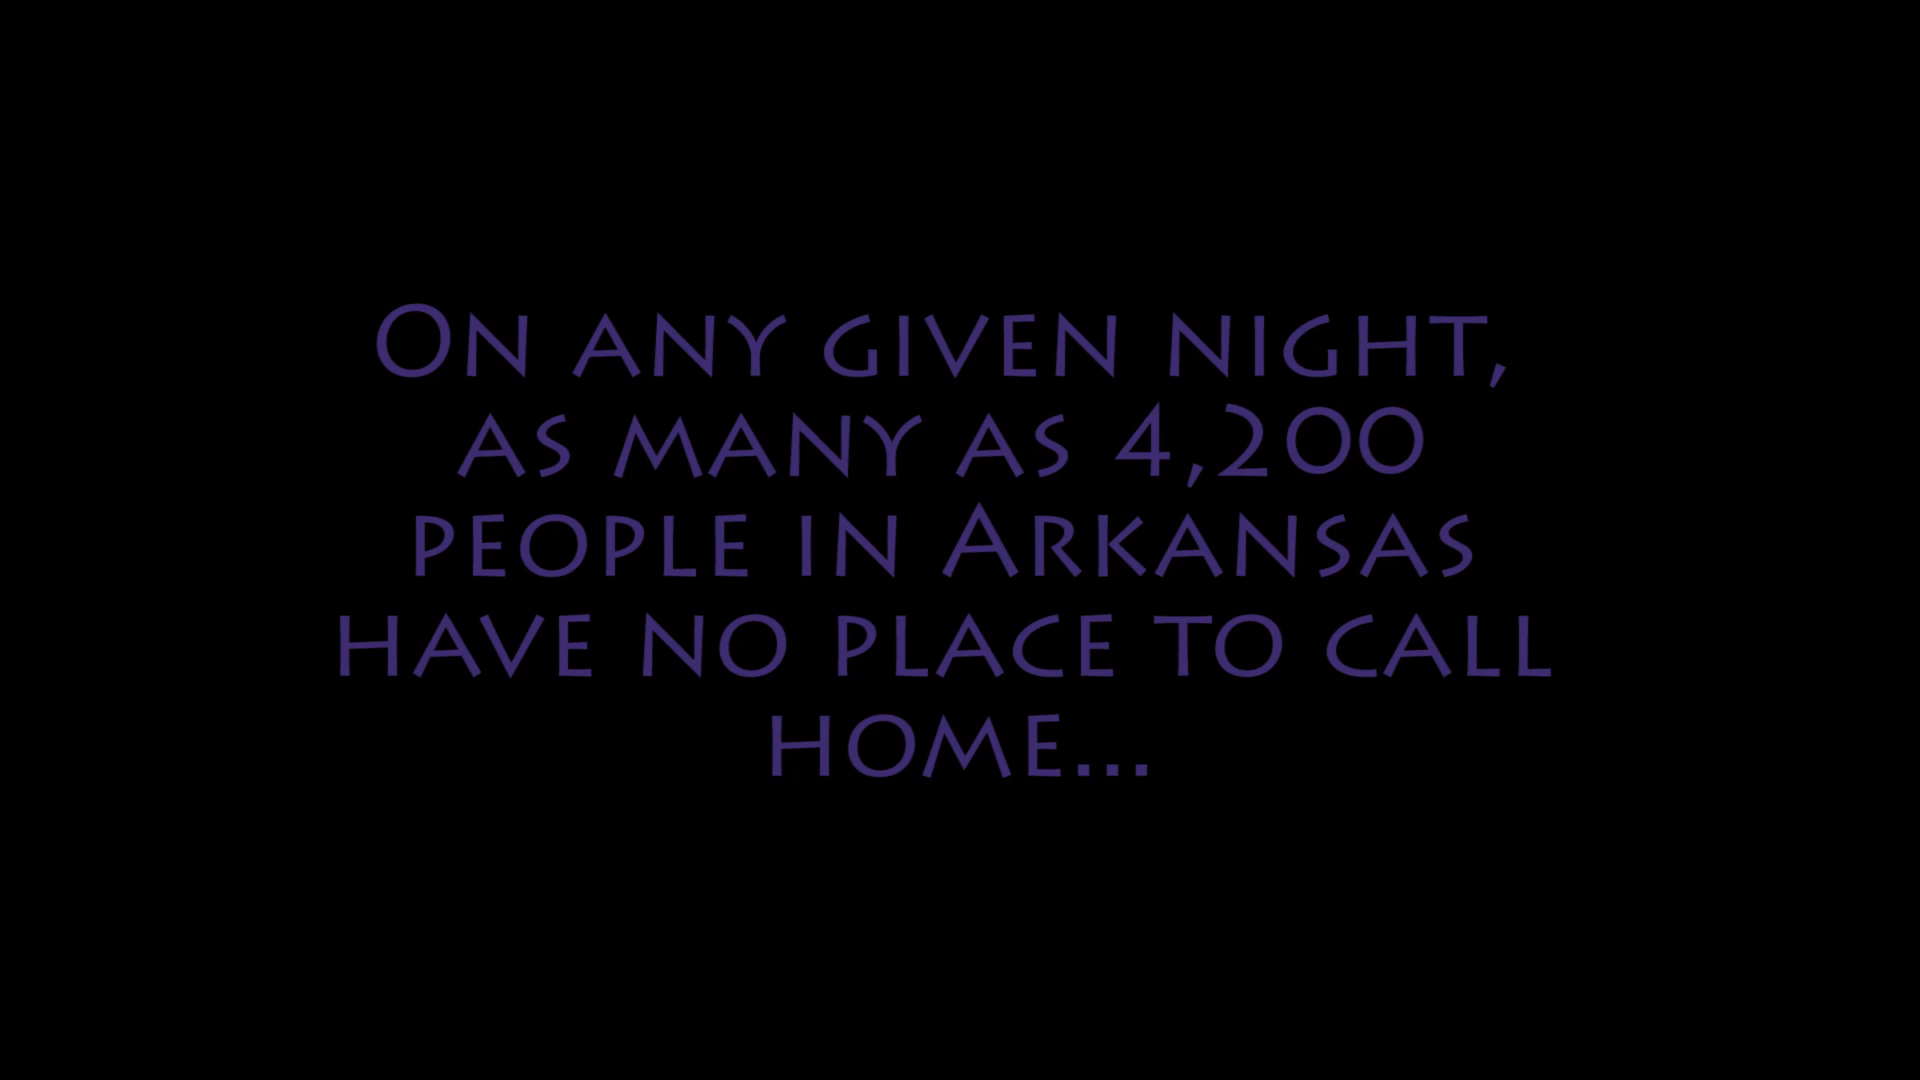 On any given night,
as many as 4,200
people in Arkansas
have no place to call
home...